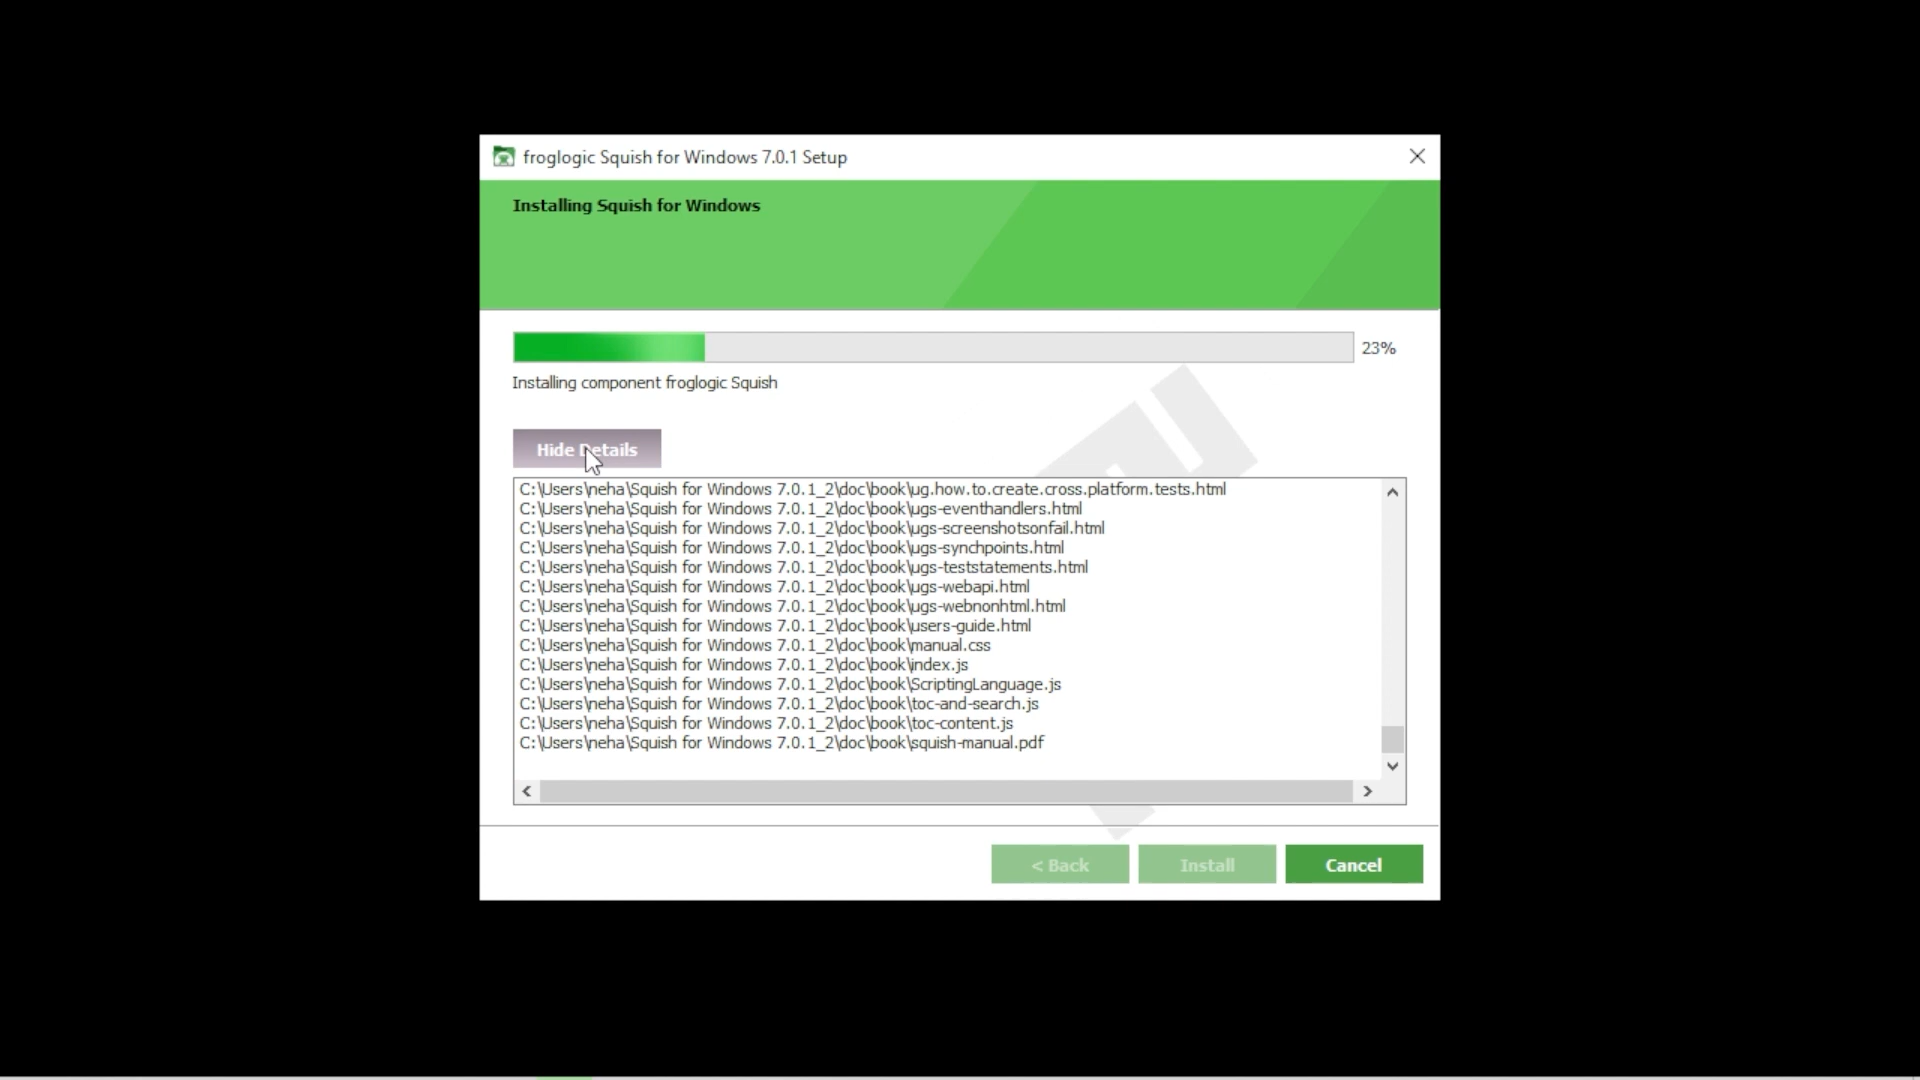 froglogic Squish for Windows 7.0.1 Setup
Installing Squish for Windows
23%
Installing component froglogic Squish
Hide Details
C:\Users\neha\Squish for Windows 7.0.1_2\doc\book\ug.how.to.create.cross.platform.tests.html
C:\Users\neha\Squish for Windows 7.0.1_2\doc\book\ugs-eventhandlers.html
C:\Users\neha\Squish for Windows 7.0.1_2\doc\book\ugs-screenshotsonfail.html
C:\Users\neha\Squish for Windows 7.0.1_2\doc\book\ugs-synchpoints.html
C:\Users\neha\Squish for Windows 7.0.1_2\doc\book\ugs-teststatements.html
C:\Users\neha\Squish for Windows 7.0.1_2\doc\book\ugs-webapi.html
C:\Users\neha\Squish for Windows 7.0.1_2\doc\book\ugs-webnonhtml.html
C:\Users\neha\Squish for Windows 7.0.1_2\doc\book\users-guide.html
C:\Users\neha\Squish for Windows 7.0.1_2\doc\book\manual.css
C:\Users\neha\Squish for Windows 7.0.1_2\doc\book\index.js
C:\Users\neha\Squish for Windows 7.0.1_2\doc\book\ScriptingLanguage.js
C:\Users\neha\Squish for Windows 7.0.1_2\doc\book\toc-and-search.js
C:\Users\neha\Squish for Windows 7.0.1_2\doc\book\toc-content.js
C:\Users\neha\Squish for Windows 7.0.1_2\doc\book\squish-manual.pdf
< Back
Install
Cancel